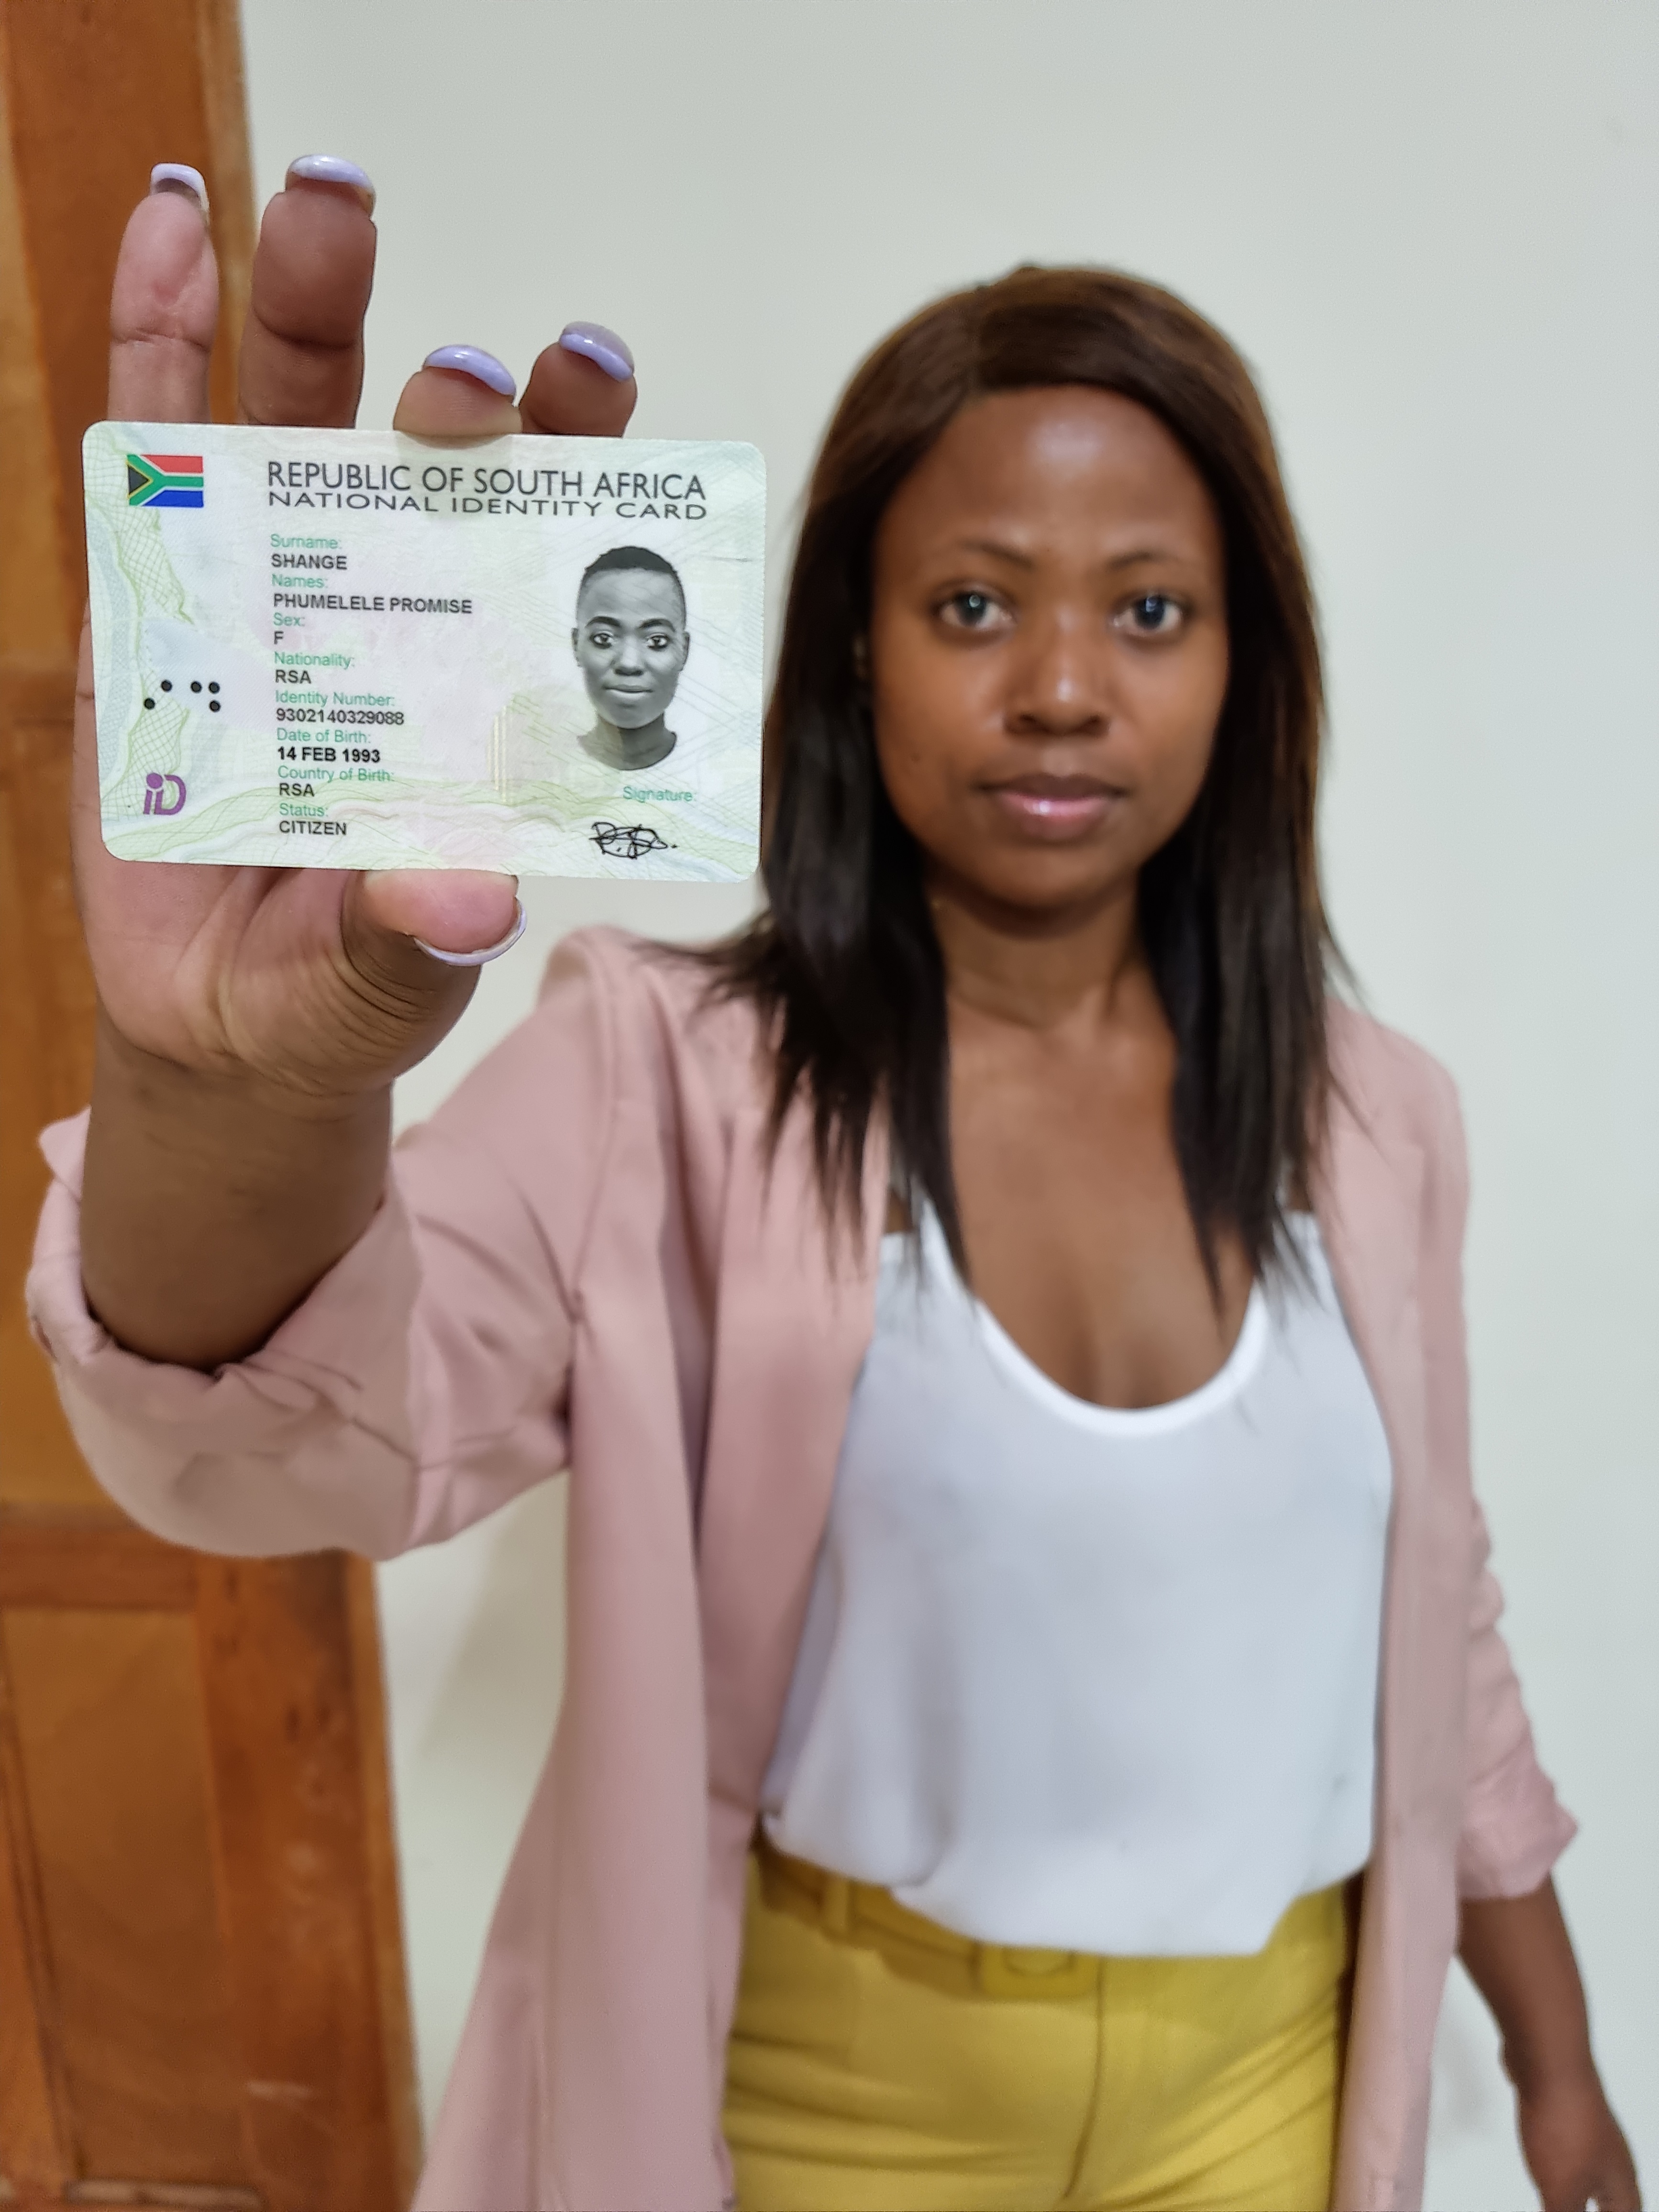 REPUBLIC OF SOUTH AFRICA
NATIONAL IDENTITY CARD
Surname:
SHANGE
Names:
PHUMELELE PROMISE
Sex:
F
Nationality:
RSA
Identity Number:
9302140329088
Date of Birth:
14 FEB 1993
Country of Birth:
RSA
Status:
CITIZEN
Signature:
iD